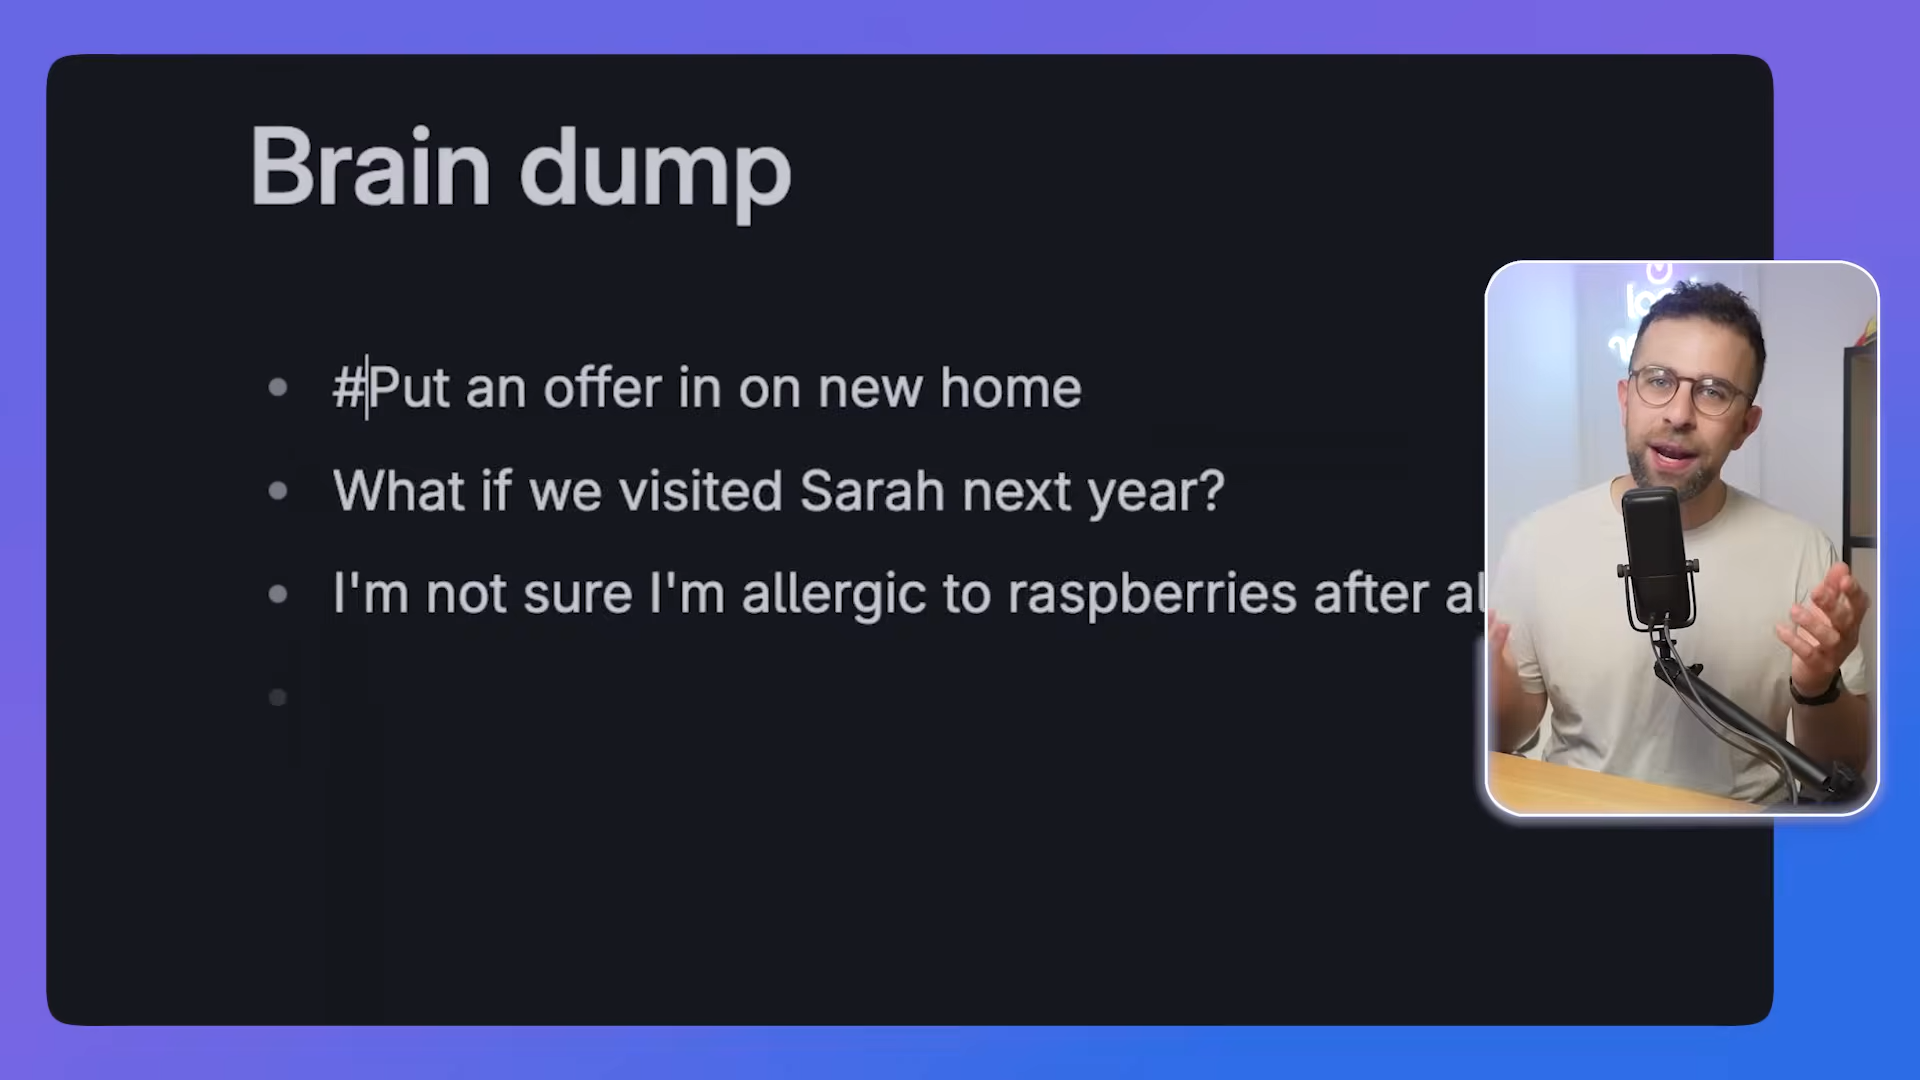 Brain dump
#Put an offer in on new home
What if we visited Sarah next year?
I'm not sure I'm allergic to raspberries after al